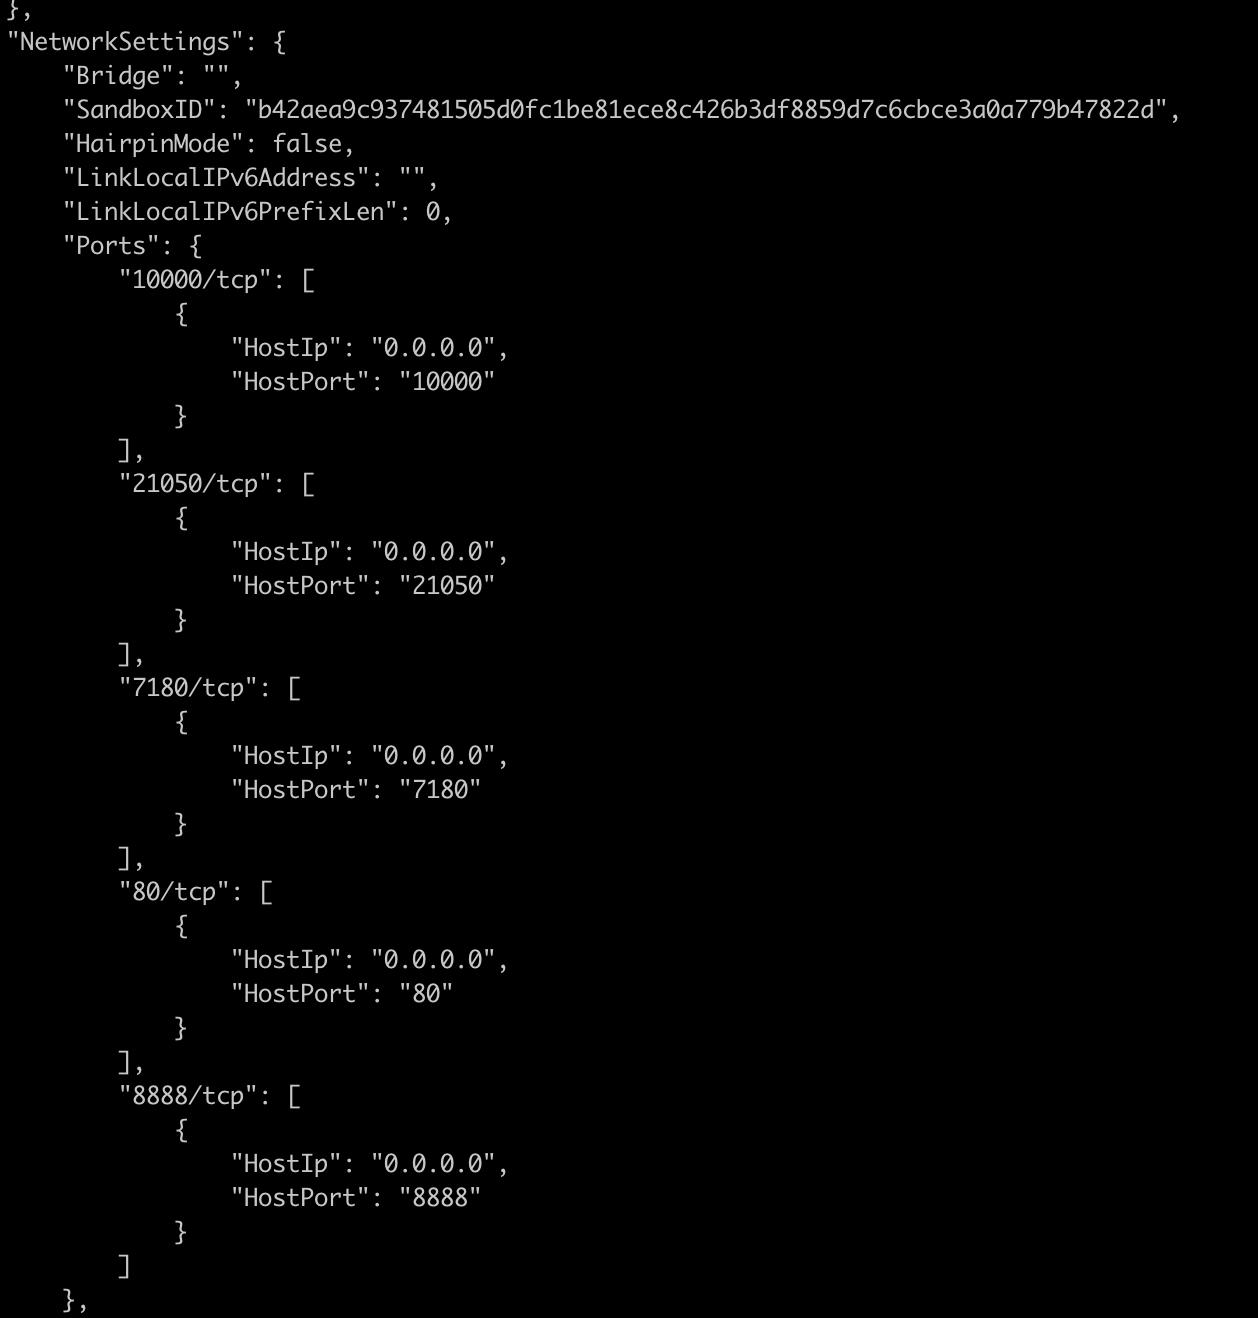 },
"NetworkSettings": {
    "Bridge": "",
    "SandboxID": "b42aea9c937481505d0fc1be81ece8c426b3df8859d7c6cbce3a0a779b47822d",
    "HairpinMode": false,
    "LinkLocalIPv6Address": "",
    "LinkLocalIPv6PrefixLen": 0,
    "Ports": {
        "10000/tcp": [
            {
                "HostIp": "0.0.0.0",
                "HostPort": "10000"
            }
        ],
        "21050/tcp": [
            {
                "HostIp": "0.0.0.0",
                "HostPort": "21050"
            }
        ],
        "7180/tcp": [
            {
                "HostIp": "0.0.0.0",
                "HostPort": "7180"
            }
        ],
        "80/tcp": [
            {
                "HostIp": "0.0.0.0",
                "HostPort": "80"
            }
        ],
        "8888/tcp": [
            {
                "HostIp": "0.0.0.0",
                "HostPort": "8888"
            }
        ]
    },